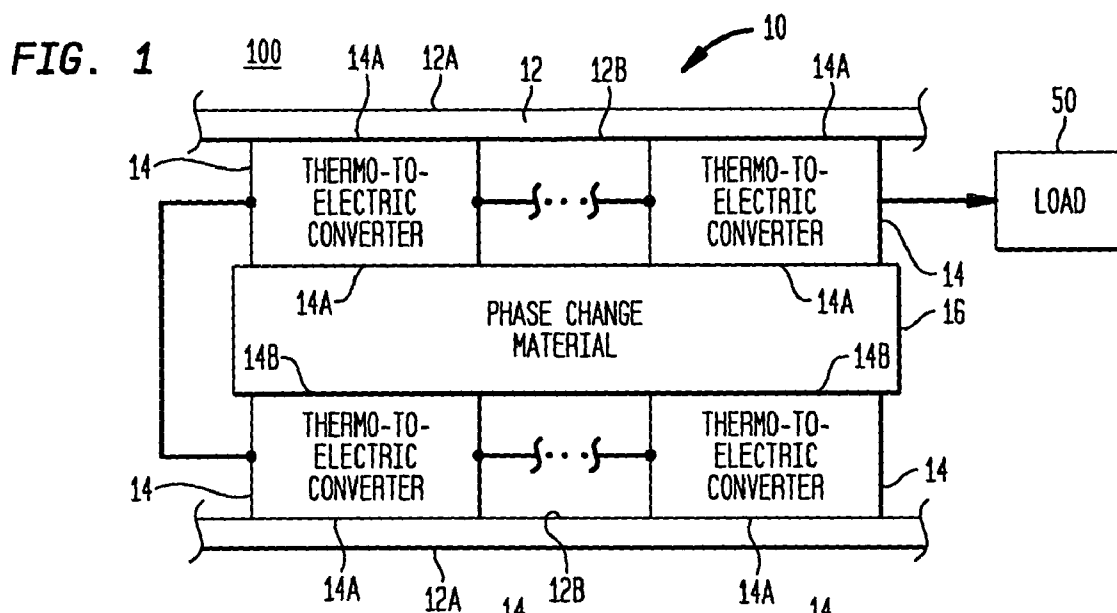 FIG. 1
100
10
12A
12
12B
14A
14A
50
14
THERMO-TO-
ELECTRIC
CONVERTER
THERMO-TO-
ELECTRIC
CONVERTER
LOAD
14
14A
14A
16
PHASE CHANGE
MATERIAL
14B
14B
THERMO-TO-
ELECTRIC
CONVERTER
THERMO-TO-
ELECTRIC
CONVERTER
14
14
14A
12A
12B
14A
14
14